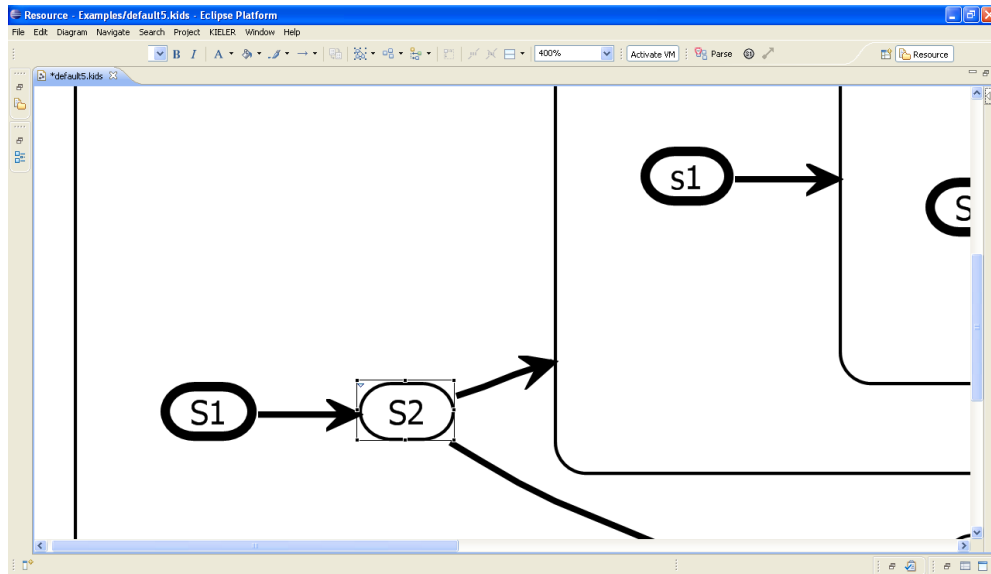 Resource - Examples/default5.kids - Eclipse Platform
File Edit Diagram Navigate Search Project KIELER Window Help
B I A 400% Activate VM Parse Resource
*default5.kids
s1
S
S1
S2